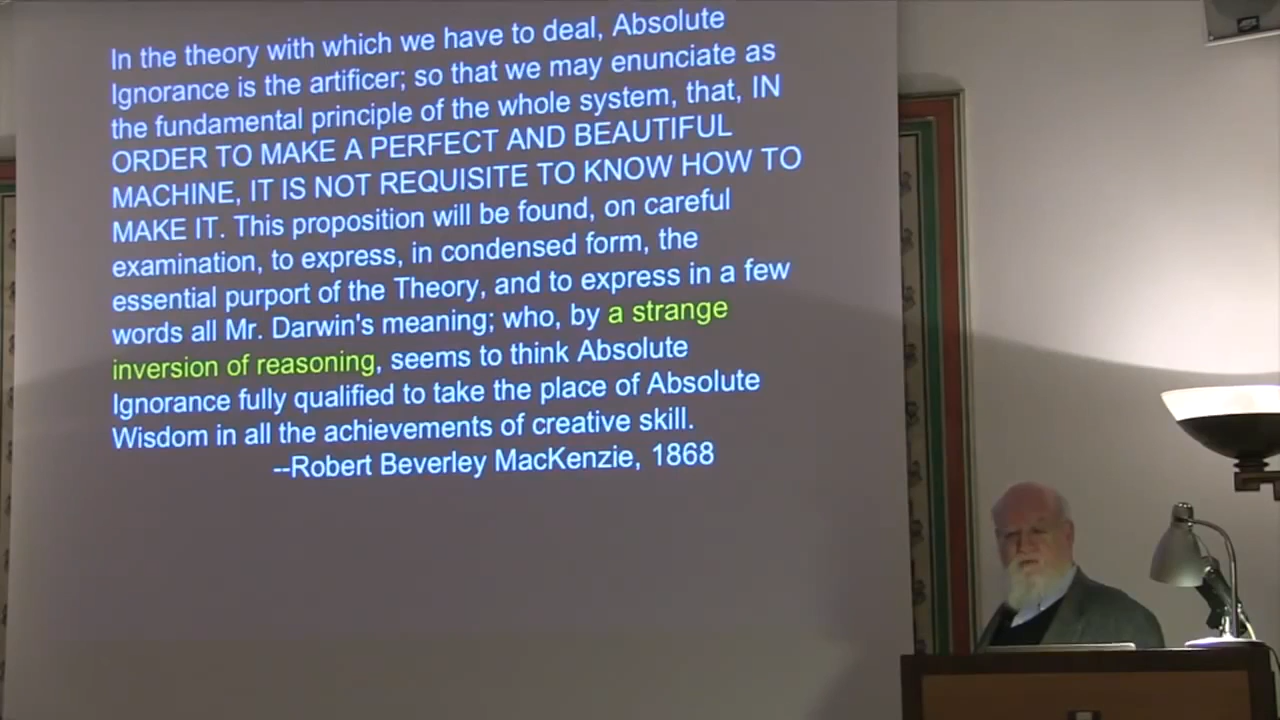 In the theory with which we have to deal, Absolute
Ignorance is the artificer; so that we may enunciate as
the fundamental principle of the whole system, that, IN
ORDER TO MAKE A PERFECT AND BEAUTIFUL
MACHINE, IT IS NOT REQUISITE TO KNOW HOW TO
MAKE IT. This proposition will be found, on careful
examination, to express, in condensed form, the
essential purport of the Theory, and to express in a few
words all Mr. Darwin's meaning; who, by a strange
inversion of reasoning, seems to think Absolute
Ignorance fully qualified to take the place of Absolute
Wisdom in all the achievements of creative skill.
--Robert Beverley MacKenzie, 1868